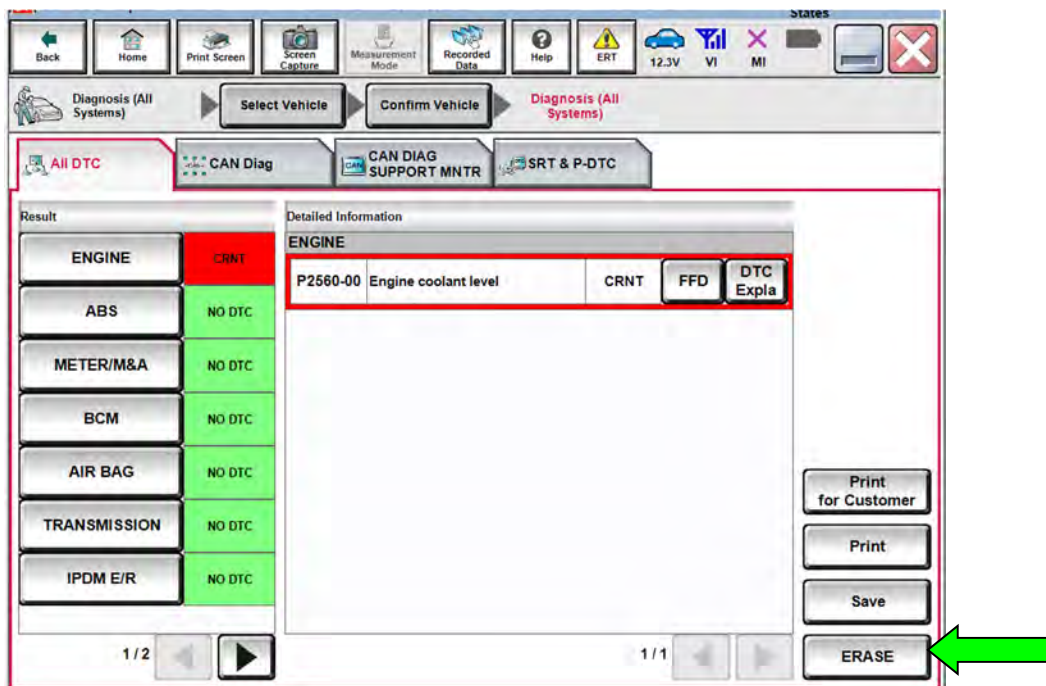 States
Back
Home
Print Screen
Screen
Capture
Measurement
Mode
Recorded
Data
Help
ERT
12.3V
VI
MI
Diagnosis (All
Systems)
Select Vehicle
Confirm Vehicle
Diagnosis (All
Systems)
All DTC
CAN Diag
CAN
CAN DIAG
SUPPORT MNTR
SRT & P-DTC
Result
Detailed Information
ENGINE
CRNT
ENGINE
P2560-00 Engine coolant level CRNT FFD DTC
Expla
ABS NO DTC
METER/M&A NO DTC
BCM NO DTC
AIR BAG NO DTC
TRANSMISSION NO DTC
IPDM E/R NO DTC
Print
for Customer
Print
Save
1/2
1/1
ERASE